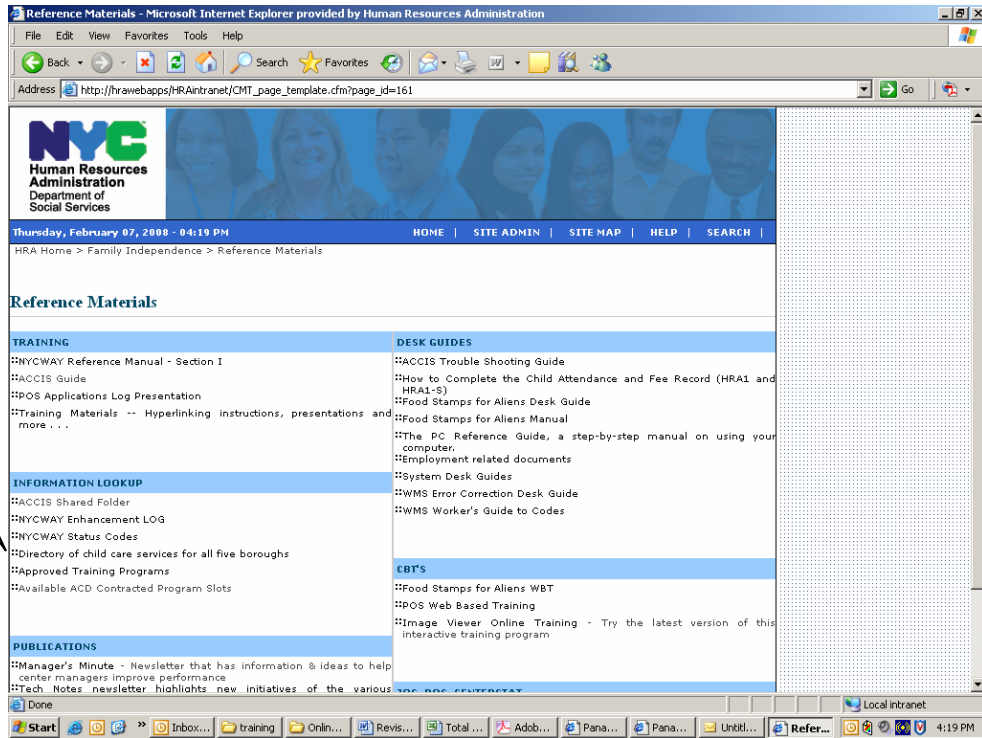 Reference Materials - Microsoft Internet Explorer provided by Human Resources Administration
File Edit View Favorites Tools Help
Back Search Favorites
Address http://hrawebapps/HRAintranet/CMT_page_template.cfm?page_id=161 Go
NYC
Human Resources
Administration
Department of
Social Services
Thursday, February 07, 2008 - 04:19 PM HOME | SITE ADMIN | SITE MAP | HELP | SEARCH |
HRA Home > Family Independence > Reference Materials
Reference Materials
TRAINING
NYCWAY Reference Manual - Section I
ACCIS Guide
POS Applications Log Presentation
Training Materials -- Hyperlinking instructions, presentations and
more . . .
INFORMATION LOOKUP
ACCIS Shared Folder
NYCWAY Enhancement LOG
NYCWAY Status Codes
Directory of child care services for all five boroughs
Approved Training Programs
Available ACD Contracted Program Slots
PUBLICATIONS
Manager's Minute - Newsletter that has information & ideas to help
center managers improve performance
Tech Notes newsletter highlights new initiatives of the various
DESK GUIDES
ACCIS Trouble Shooting Guide
How to Complete the Child Attendance and Fee Record (HRA1 and
HRA1-S)
Food Stamps for Aliens Desk Guide
Food Stamps for Aliens Manual
The PC Reference Guide, a step-by-step manual on using your
computer.
Employment related documents
System Desk Guides
WMS Error Correction Desk Guide
WMS Worker's Guide to Codes
CBT'S
Food Stamps for Aliens WBT
POS Web Based Training
Image Viewer Online Training - Try the latest version of this
interactive training program
Done Local intranet
Start » Inbox... training Onlin... Revis... Total ... Adob... Pana... Pana... Untitl... Refer... 4:19 PM